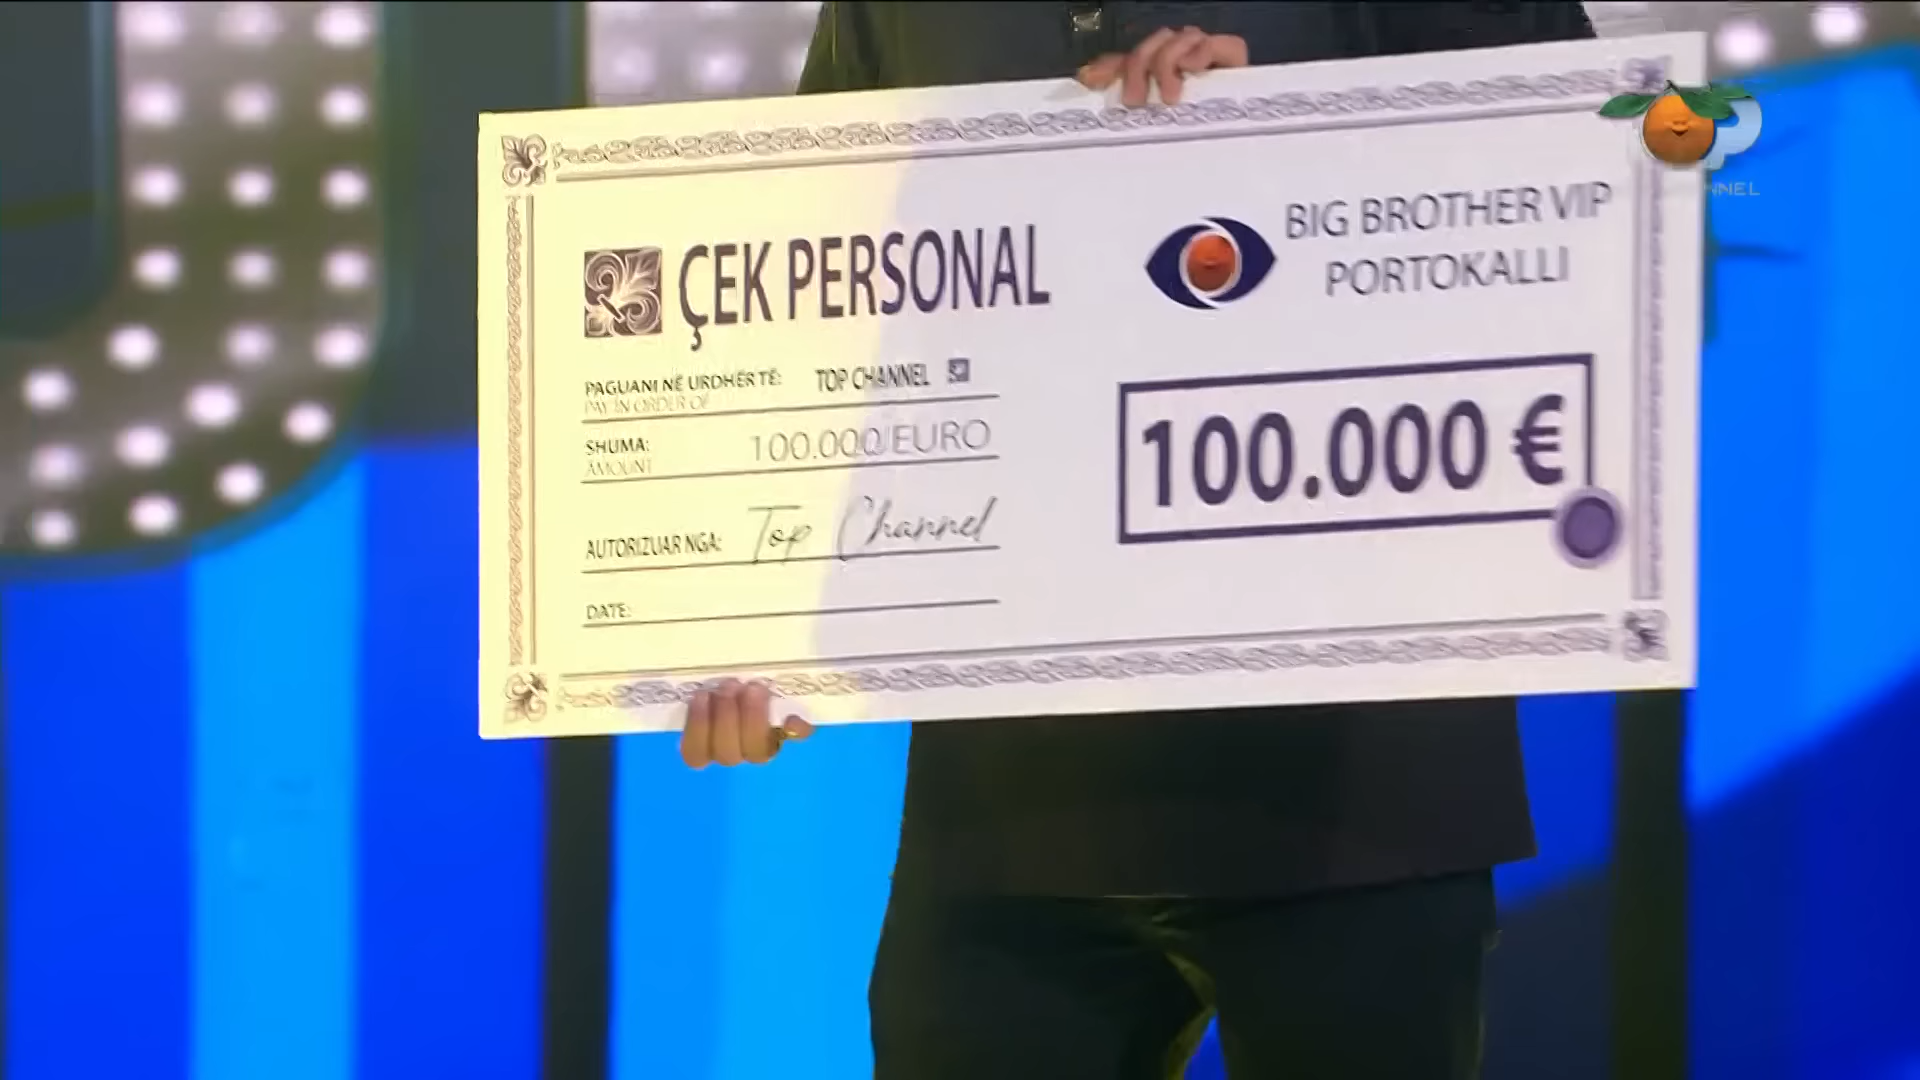 BIG BROTHER VIP
PORTOKALLI
ÇEK PERSONAL
PAGUANI NË URDHËR TË: TOP CHANNEL
PAY IN ORDER OF
SHUMA: 100.000/EURO
AMOUNT
100.000 €
AUTORIZUAR NGA: Top Channel
DATE: